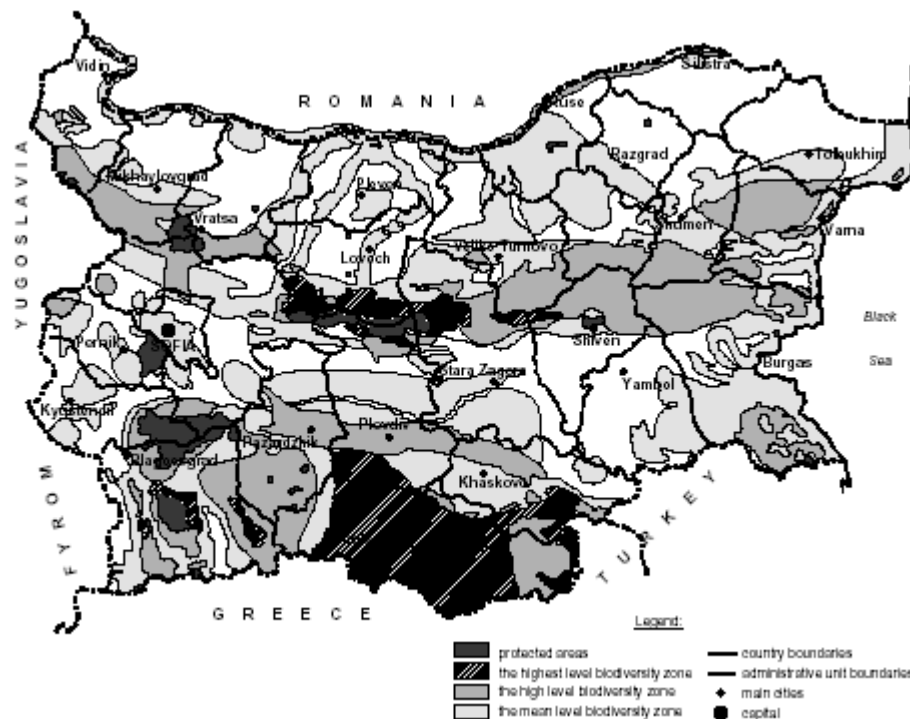 Vidin
Silistra
ROMANIA
Ruse
Razgrad
Tolbukhin
Mikhaylovgrad
Pleven
YUGOSLAVIA
Vratsa
Varna
Lovech
Veliko Turnovo
Black
Sliven
Pernik
SOFIA
Burgas
Sea
Stara Zagora
Yambol
Kyustendil
Plovdiv
Pazardzhik
Blagoevgrad
Khaskovo
FYROM
TURKEY
GREECE
Legend:
protected areas
country boundaries
the highest level biodiversity zone
administrative unit boundaries
the high level biodiversity zone
main cities
the mean level biodiversity zone
capital